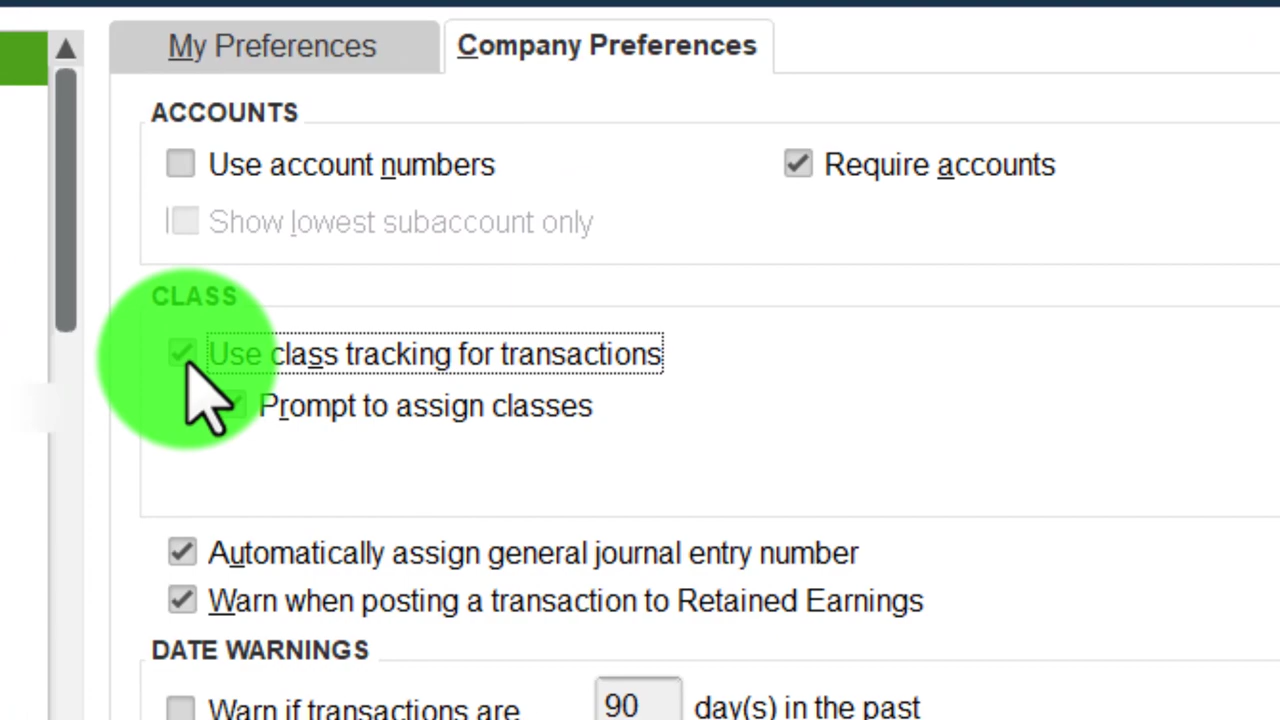 My Preferences
Company Preferences
ACCOUNTS
Use account numbers
Require accounts
Show lowest subaccount only
CLASS
Use class tracking for transactions
Prompt to assign classes
Automatically assign general journal entry number
Warn when posting a transaction to Retained Earnings
DATE WARNINGS
Warn if transactions are 90 day(s) in the past